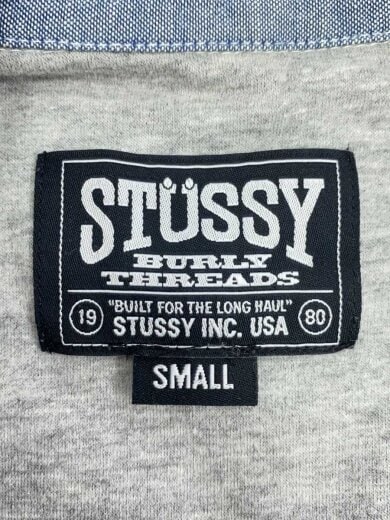 STÜSSY
BURLY
THREADS
"BUILT FOR THE LONG HAUL"
19 STUSSY INC. USA 80
SMALL